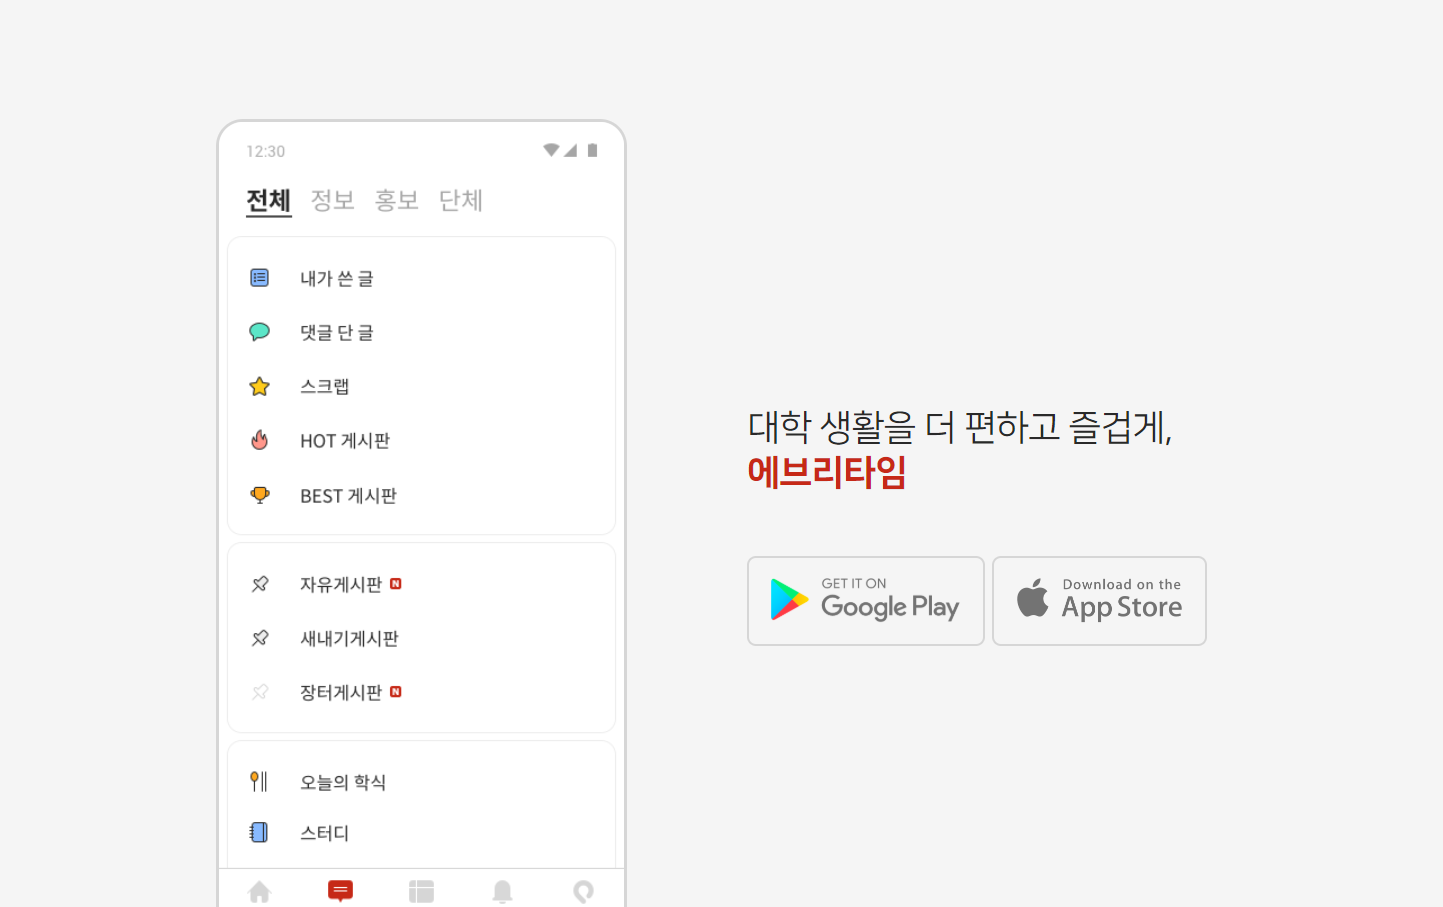 12:30
전체 정보 홍보 단체
내가 쓴 글
댓글 단 글
스크랩
HOT 게시판
BEST 게시판
자유게시판 N
새내기게시판
장터게시판 N
오늘의 학식
스터디
대학 생활을 더 편하고 즐겁게,
에브리타임
GET IT ON
Google Play
Download on the
App Store